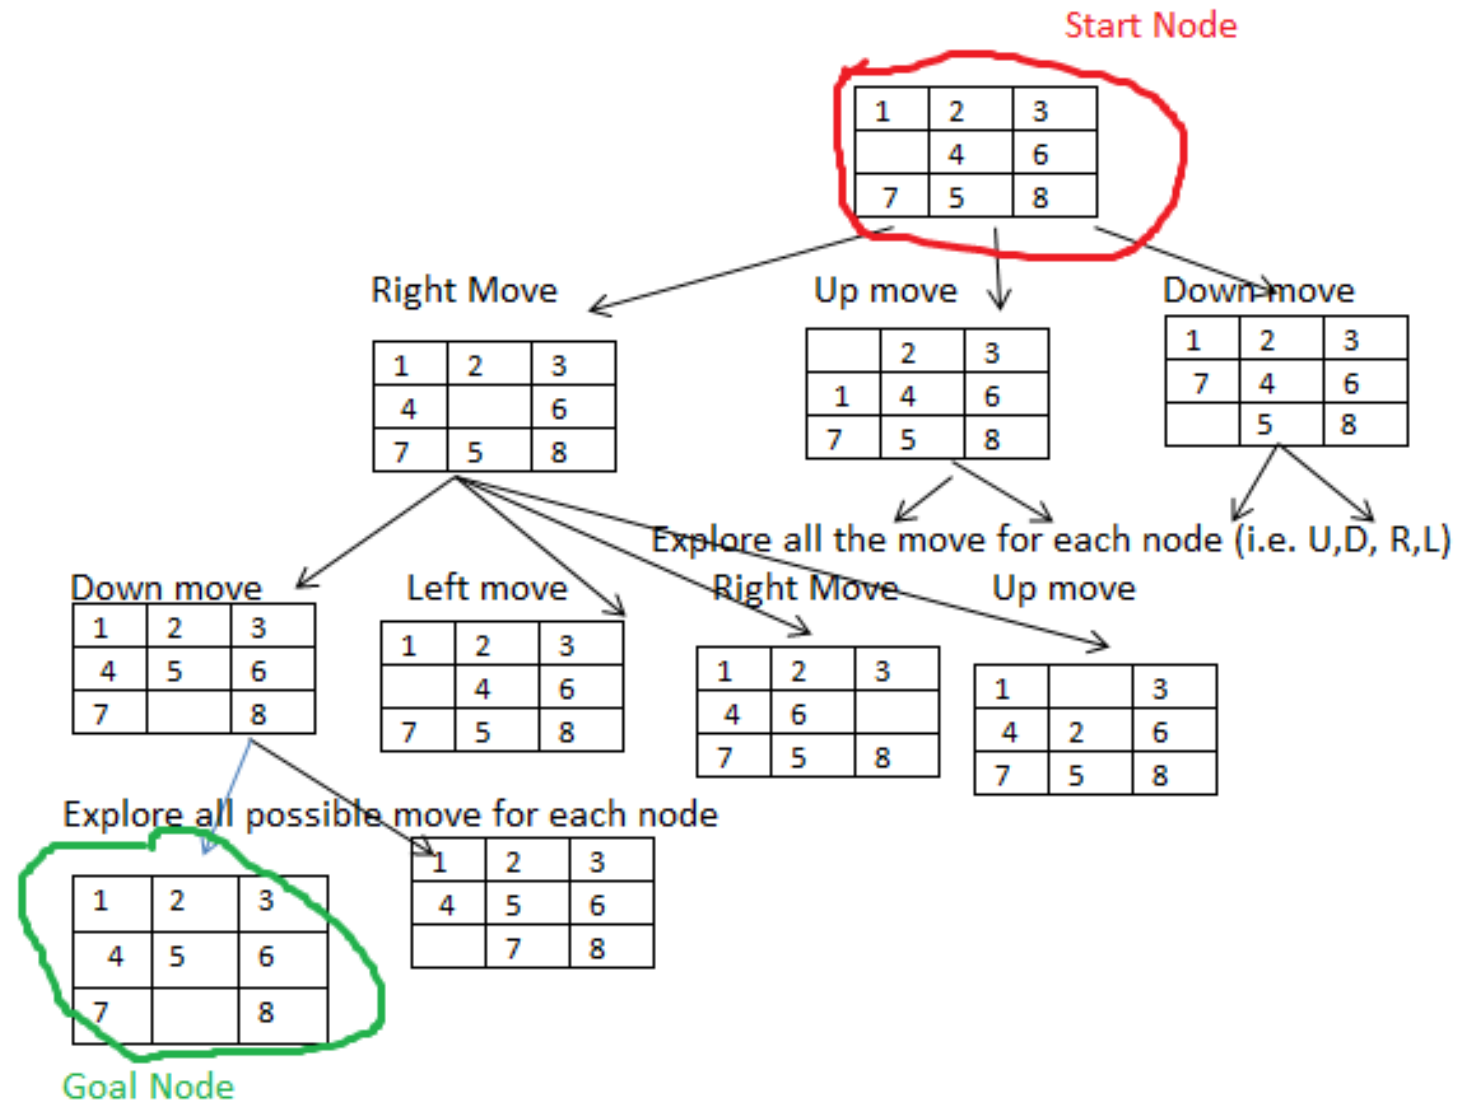 Start Node
1 2 3
4 6
7 5 8
Right Move Up move Down move
1 2 3
4 6
7 5 8
2 3
1 4 6
7 5 8
1 2 3
7 4 6
5 8
Explore all the move for each node (i.e. U,D, R,L)
Down move Left move Right Move Up move
1 2 3
4 5 6
7 8
1 2 3
4 6
7 5 8
1 2 3
4 6
7 5 8
1 3
4 2 6
7 5 8
Explore all possible move for each node
1 2 3
4 5 6
7 8
1 2 3
4 5 6
7 8
Goal Node